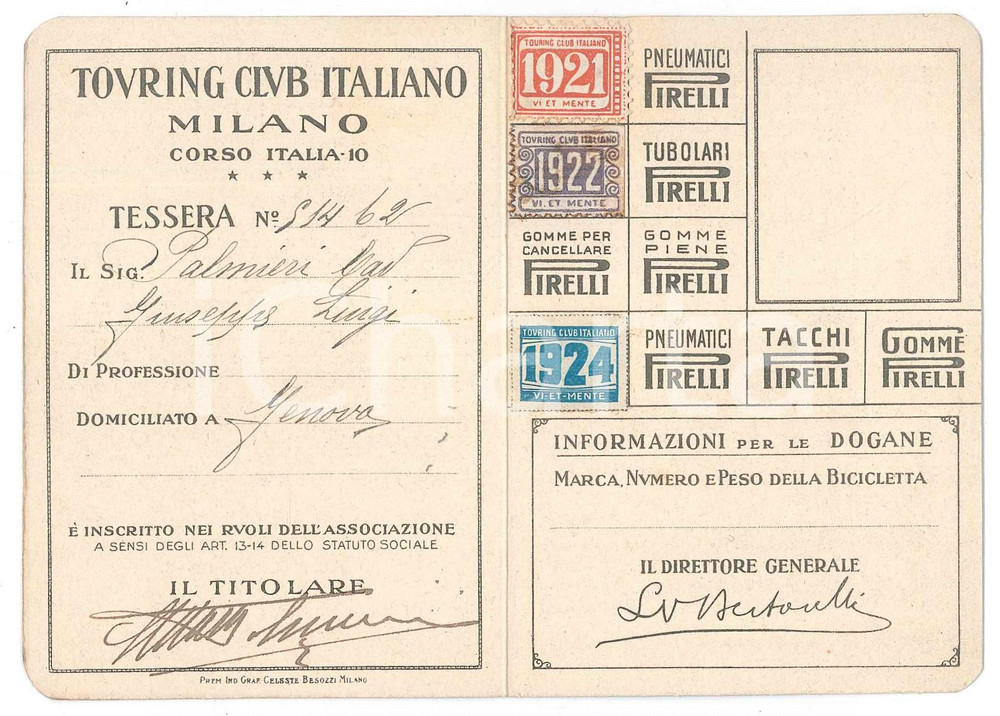 TOVRING CLVB ITALIANO
MILANO
CORSO ITALIA-10
TESSERA Nº 51462
IL SIG. Palmieri Cav
Giuseppe Luigi
DI PROFESSIONE
DOMICILIATO A Genova
È INSCRITTO NEI RVOLI DELL'ASSOCIAZIONE
A SENSI DEGLI ART. 13-14 DELLO STATUTO SOCIALE
IL TITOLARE
PREM IND GRAF. CELESTE BESOZZI MILANO
TOURING CLUB ITALIANO
1921
VI ET MENTE
PNEUMATICI
PIRELLI
TOVRING CLVB ITALIANO
1922
VI. ET MENTE
TUBOLARI
PIRELLI
GOMME PER
CANCELLARE
PIRELLI
GOMME
PIENE
PIRELLI
TOVRING CLVB ITALIANO
1924
VI-ET-MENTE
PNEUMATICI
PIRELLI
TACCHI
PIRELLI
GOMME
PIRELLI
INFORMAZIONI PER LE DOGANE
MARCA, NVMERO E PESO DELLA BICICLETTA
IL DIRETTORE GENERALE
LV Bertarelli